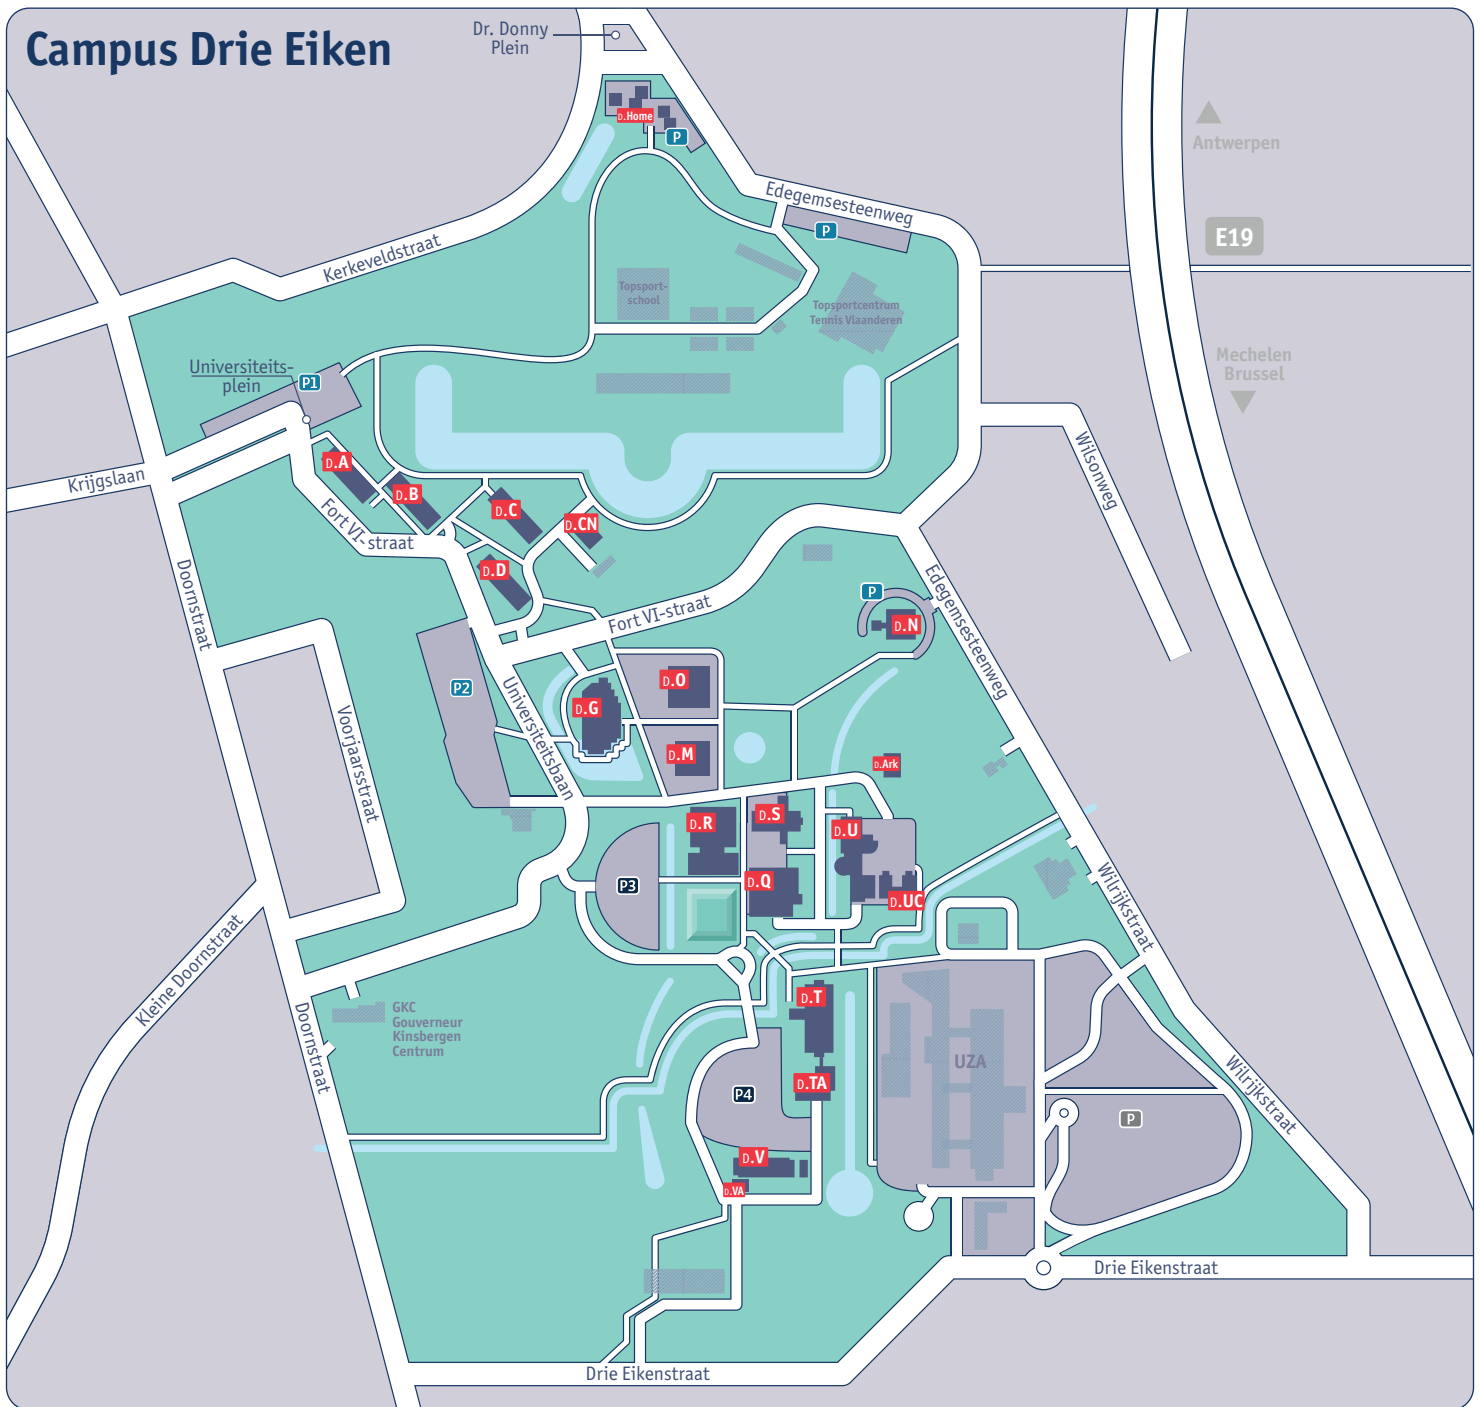 Campus Drie Eiken
Dr. Donny
Plein
D.Home
P
Antwerpen
Edegemsesteenweg
P
E19
Kerkeveldstraat
Topsport-
school
Topsportcentrum
Tennis Vlaanderen
Mechelen
Brussel
Universiteits-
plein
P1
Wilsonweg
Krijgslaan
D.A
D.B
D.C
D.CN
Fort VI-straat
D.D
Doornstraat
Fort VI-straat
Edegemsesteenweg
P
D.N
P2
Universiteitsbaan
D.O
D.G
D.M
Voorjaarsstraat
D.Ark
D.R
D.S
D.U
P3
D.Q
D.UC
Wilrijkstraat
Kleine Doornstraat
Doornstraat
GKC
Gouverneur
Kinsbergen
Centrum
D.T
UZA
D.TA
P4
P
Wilrijkstraat
D.V
D.VA
Drie Eikenstraat
Drie Eikenstraat